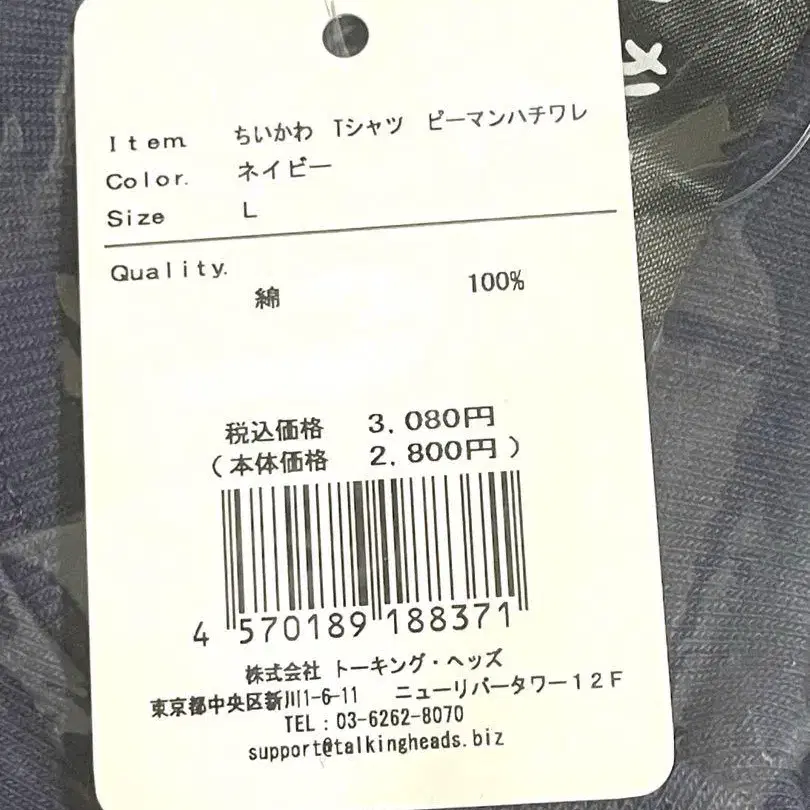 Item ちいかわ Tシャツ ピーマンハチワレ
Color. ネイビー
Size L
Quality.
綿 100%
税込価格 3,080円
(本体価格 2,800円)
4 570189 188371
株式会社 トーキング・ヘッズ
東京都中央区新川1-6-11 ニューリバータワー12F
TEL:03-6262-8070
support@talkingheads.biz